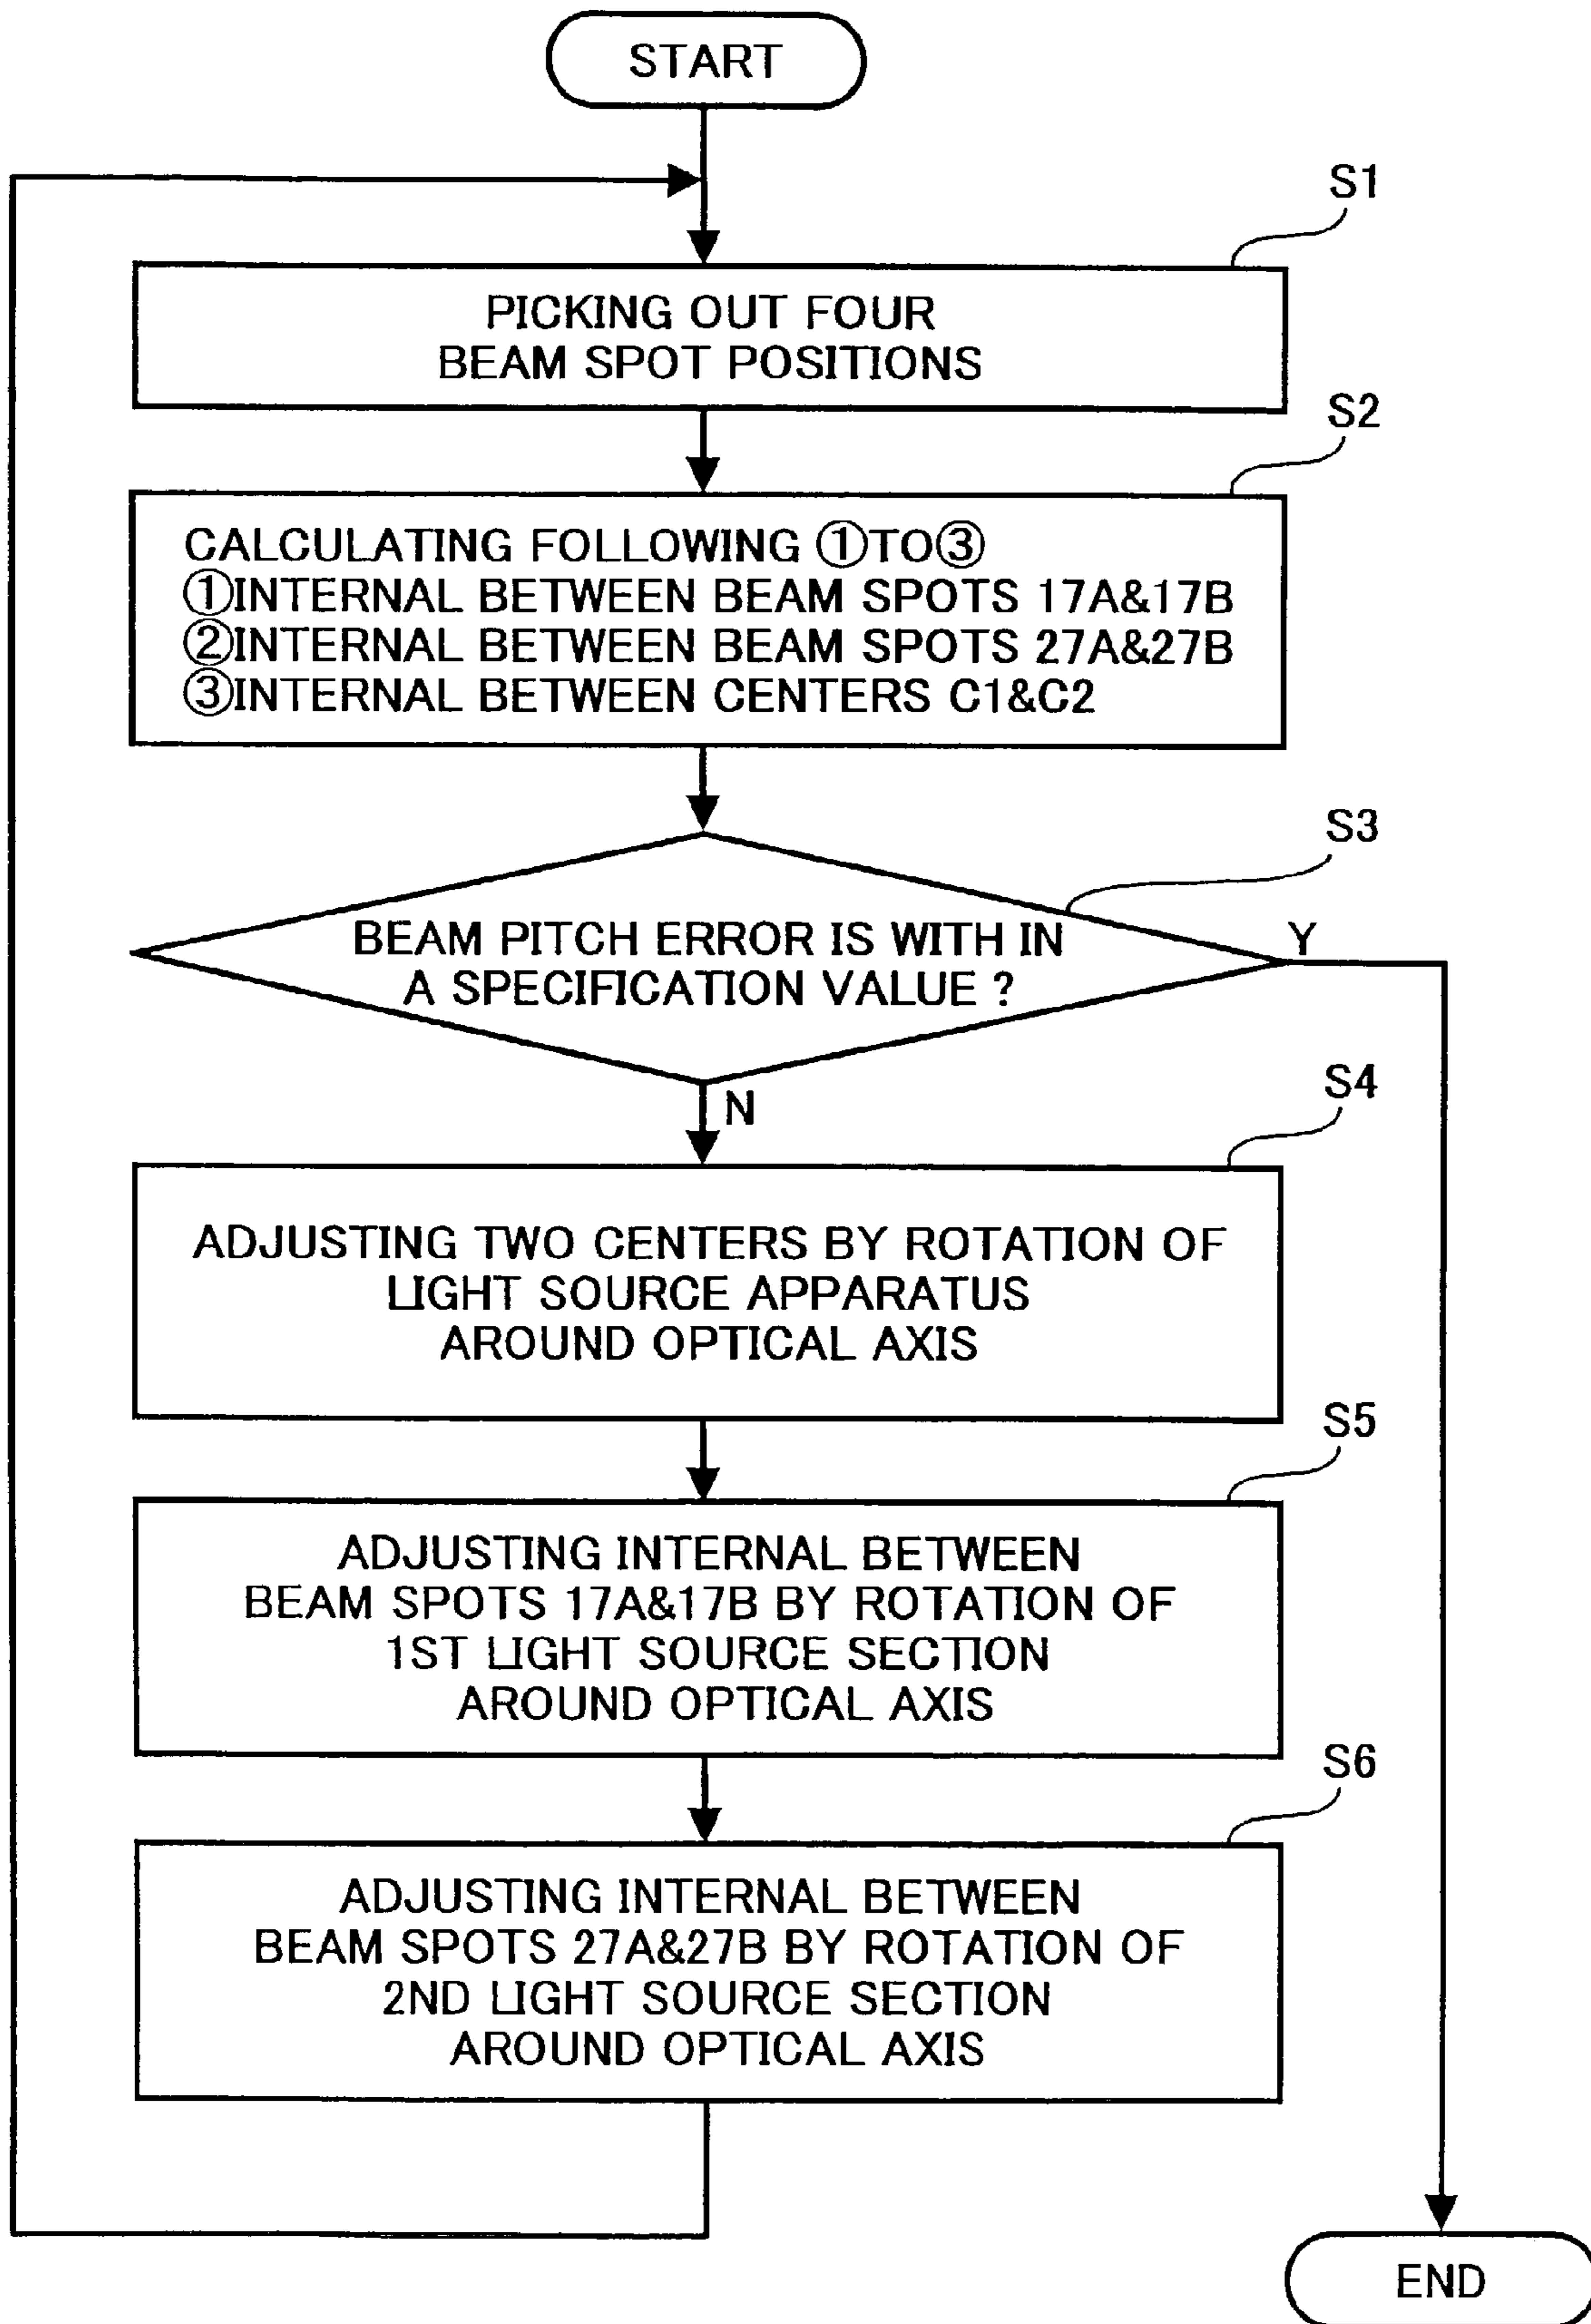 START
S1
PICKING OUT FOUR
BEAM SPOT POSITIONS
S2
CALCULATING FOLLOWING ①TO③
①INTERNAL BETWEEN BEAM SPOTS 17A&17B
②INTERNAL BETWEEN BEAM SPOTS 27A&27B
③INTERNAL BETWEEN CENTERS C1&C2
S3
BEAM PITCH ERROR IS WITH IN
A SPECIFICATION VALUE ?
Y
N
S4
ADJUSTING TWO CENTERS BY ROTATION OF
LIGHT SOURCE APPARATUS
AROUND OPTICAL AXIS
S5
ADJUSTING INTERNAL BETWEEN
BEAM SPOTS 17A&17B BY ROTATION OF
1ST LIGHT SOURCE SECTION
AROUND OPTICAL AXIS
S6
ADJUSTING INTERNAL BETWEEN
BEAM SPOTS 27A&27B BY ROTATION OF
2ND LIGHT SOURCE SECTION
AROUND OPTICAL AXIS
END